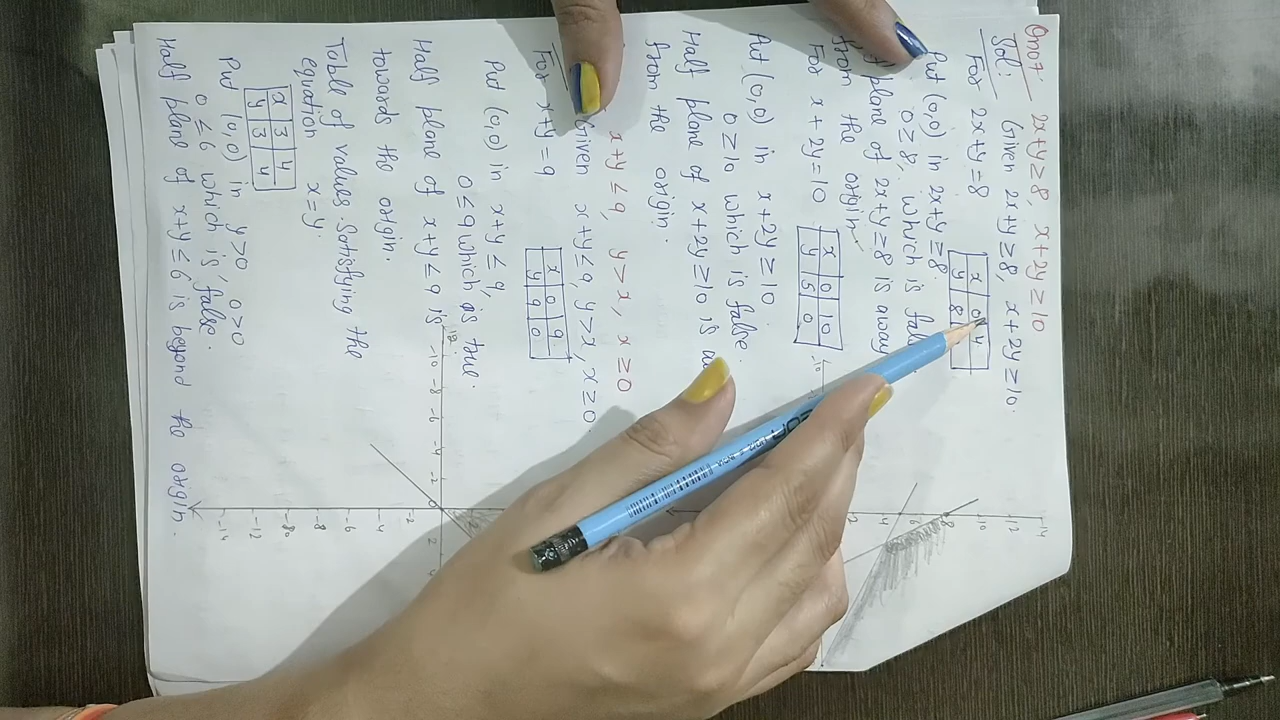 Qno7. 2x+y≥8, x+2y≥10
Sol: Given 2x+y≥8, x+2y≥10.
For 2x+y=8
x 0 4
y 8
Put (0,0) in 2x+y≥8
0≥8, which is
plane of 2x+y≥8 is away
from the origin.
For x+2y=10
x 0 10
y 5 0
Put (0,0) in x+2y≥10
0≥10 which is false.
Half plane of x+2y≥10 is
from the origin.
x+y≤9, y>x, x≥0
Given x+y≤9, y>x, x≥0.
For x+y=9
x 0 9
y 9 0
Put (0,0) in x+y≤9,
0≤9 which is true.
Half plane of x+y≤9 is
towards the origin.
Table of values satisfying the
equation x=y.
x 3 4
y 3 4
Put (0,0) in y>0, 0>0
0≤6 which is false.
Half plane of x+y≤6 is beyond the origin.